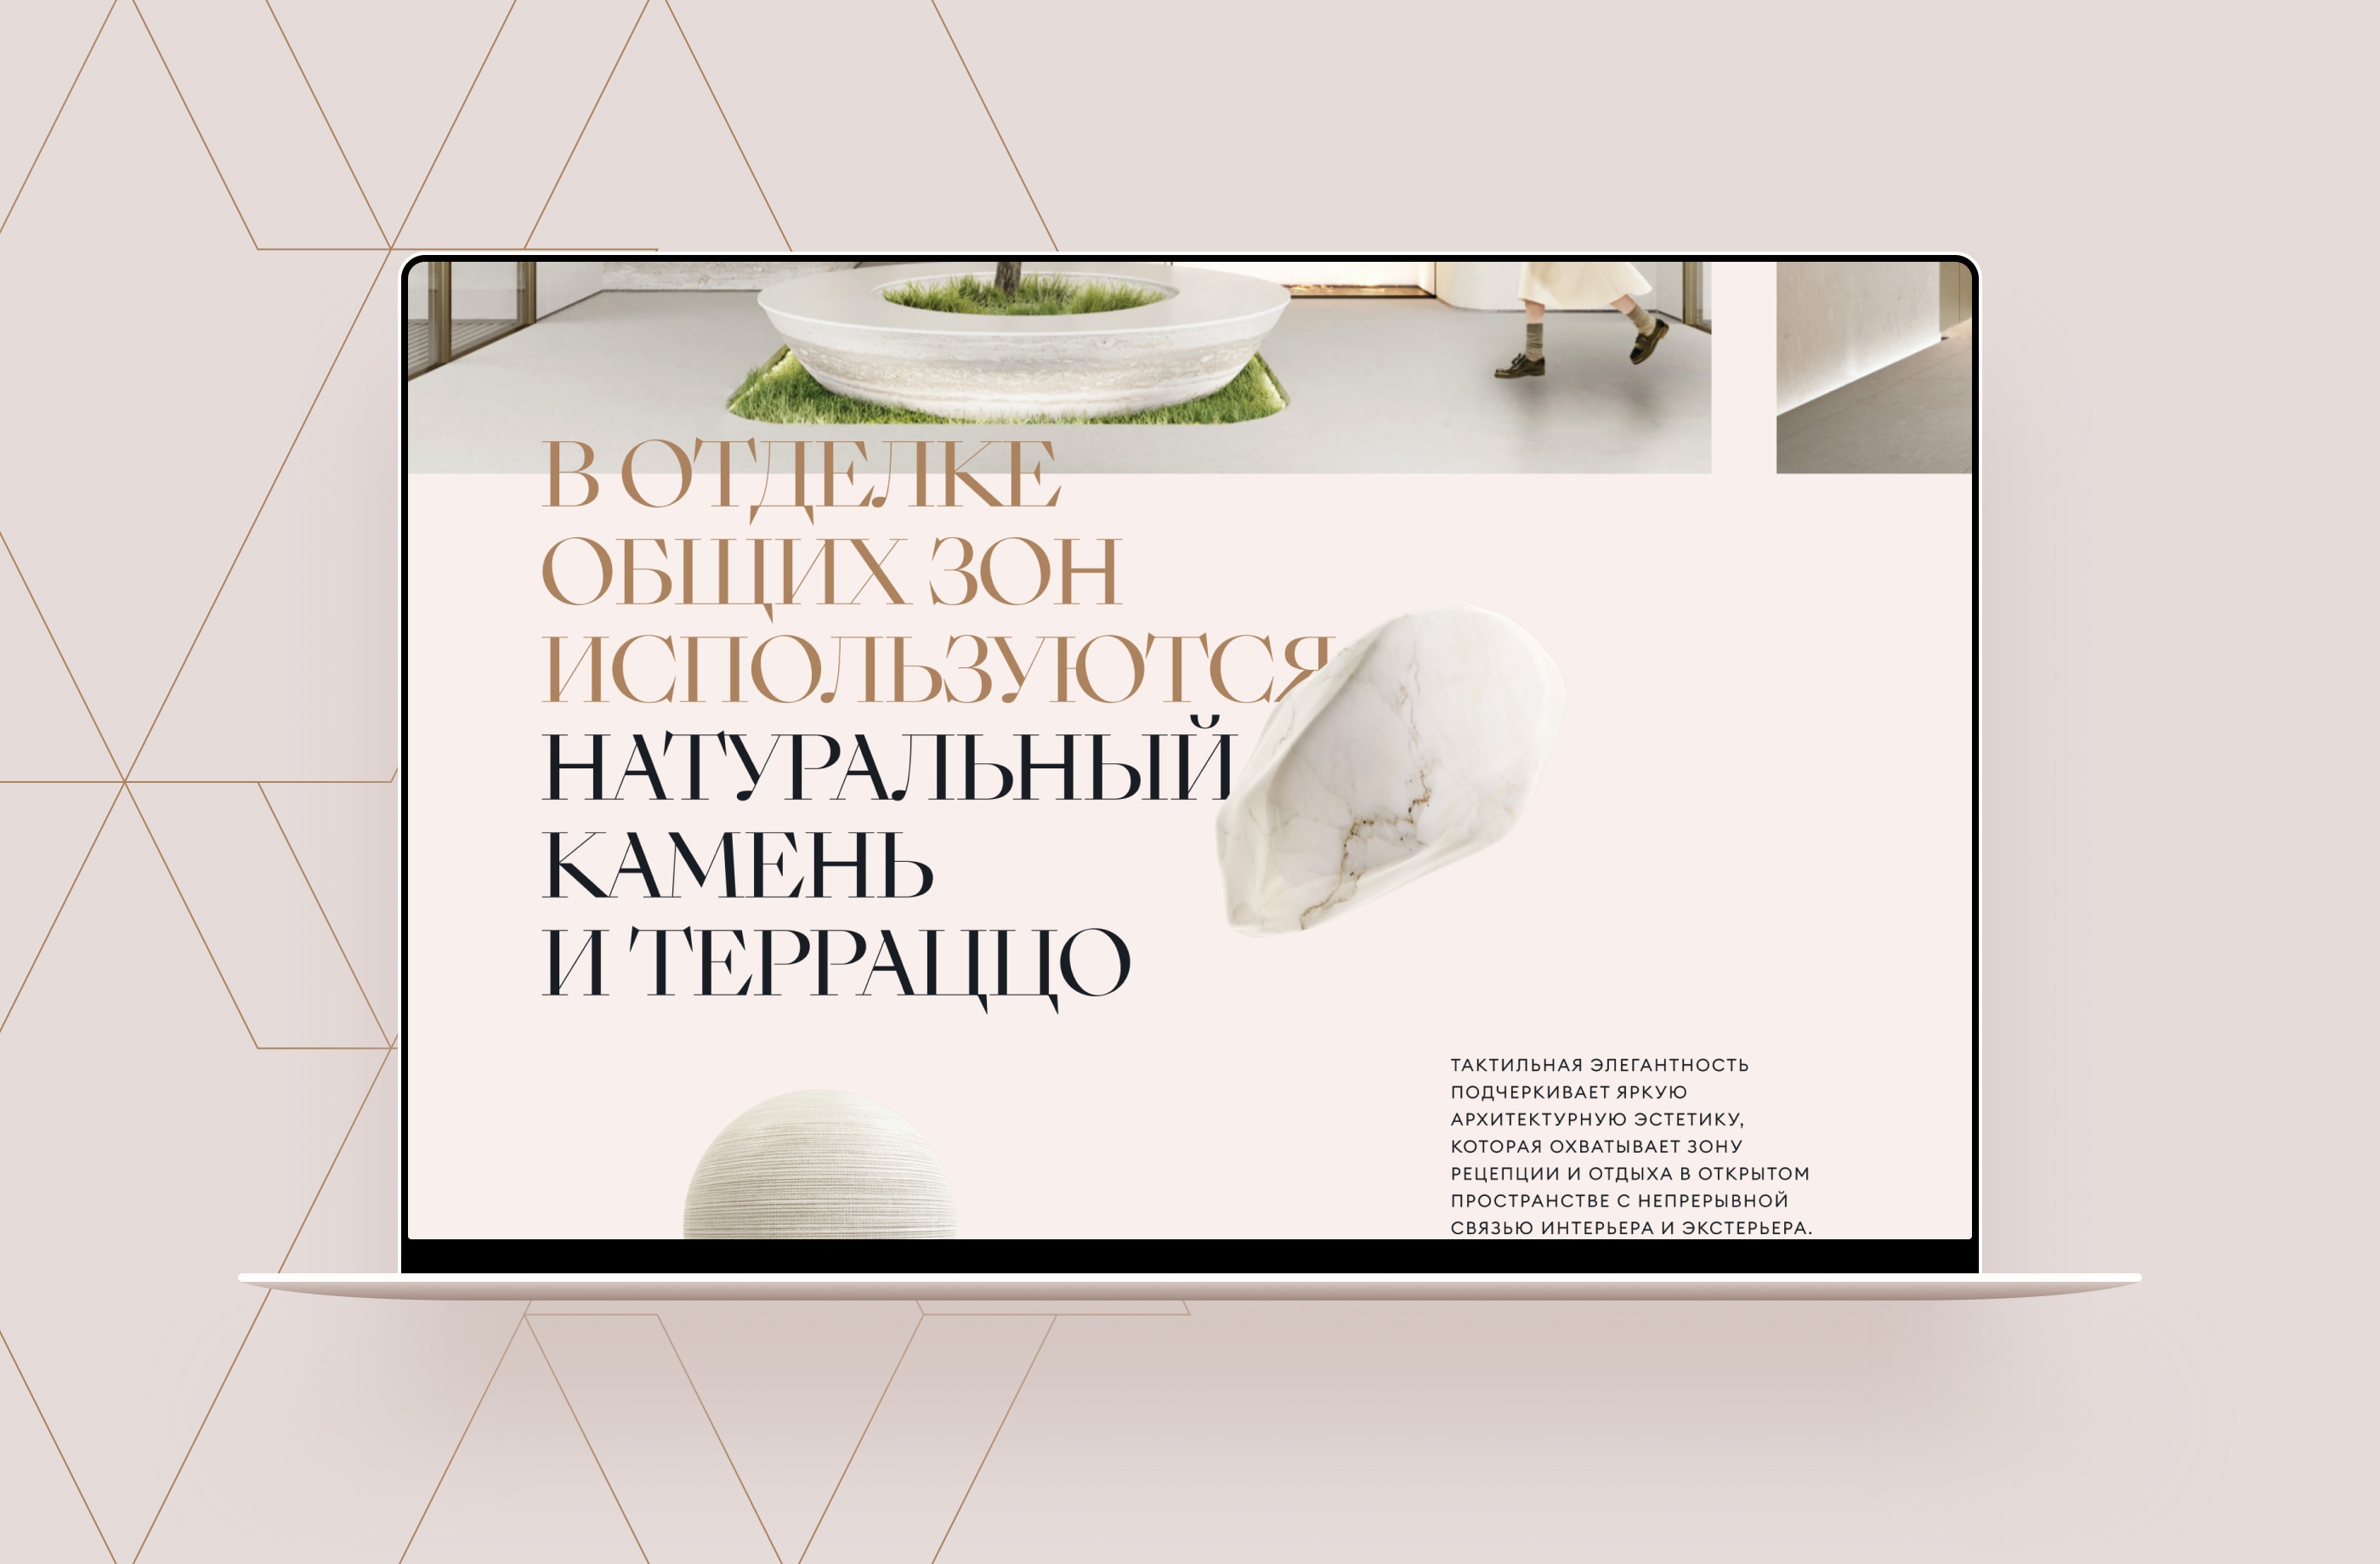 В ОТДЕЛКЕ
ОБЩИХ ЗОН
ИСПОЛЬЗУЮТСЯ
НАТУРАЛЬНЫЙ
КАМЕНЬ
И ТЕРРАЦЦО
ТАКТИЛЬНАЯ ЭЛЕГАНТНОСТЬ
ПОДЧЕРКИВАЕТ ЯРКУЮ
АРХИТЕКТУРНУЮ ЭСТЕТИКУ,
КОТОРАЯ ОХВАТЫВАЕТ ЗОНУ
РЕЦЕПЦИИ И ОТДЫХА В ОТКРЫТОМ
ПРОСТРАНСТВЕ С НЕПРЕРЫВНОЙ
СВЯЗЬЮ ИНТЕРЬЕРА И ЭКСТЕРЬЕРА.